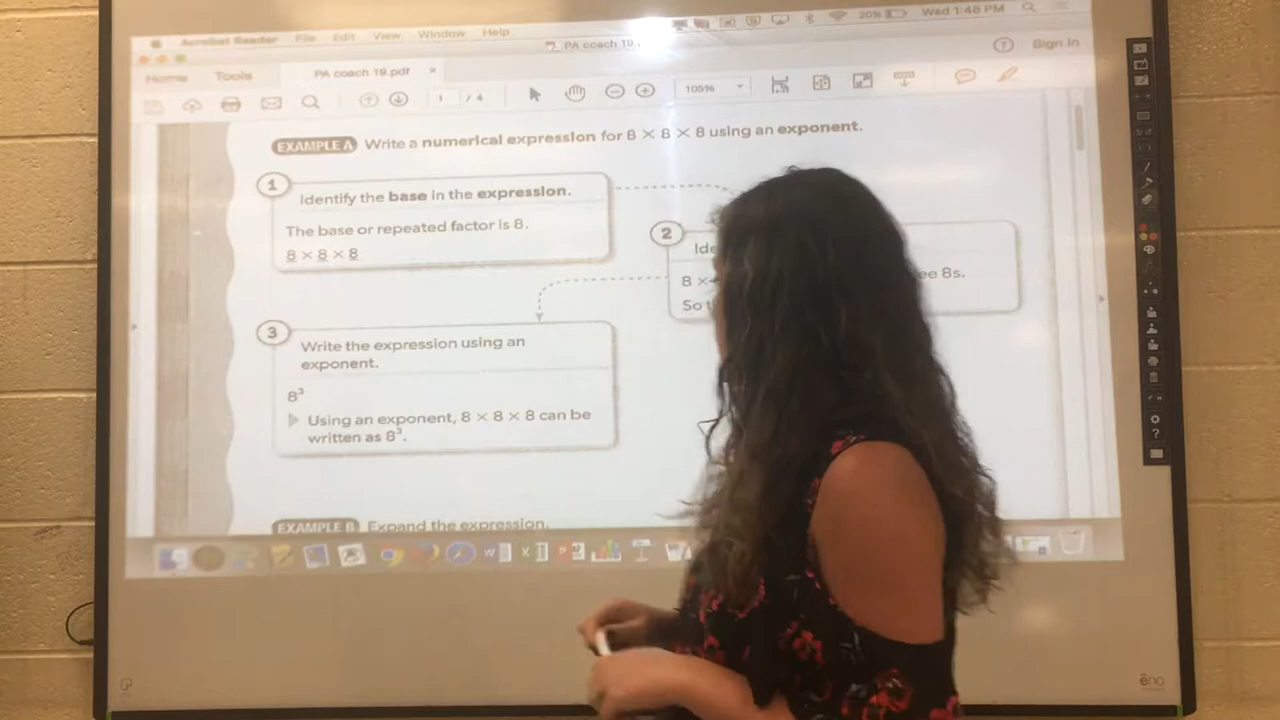 Acrobat Reader File Edit View Window Help
20% Wed 1:48 PM
PA coach 19.
Home Tools PA coach 19.pdf × ? Sign In
1 / 4 105%
EXAMPLE A Write a numerical expression for 8 × 8 × 8 using an exponent.
1 Identify the base in the expression.
The base or repeated factor is 8.
8 × 8 × 8
2 Ide
8 × ee 8s.
So t
3 Write the expression using an
exponent.
8³
Using an exponent, 8 × 8 × 8 can be
written as 8³.
EXAMPLE B Expand the expression.
?
eno